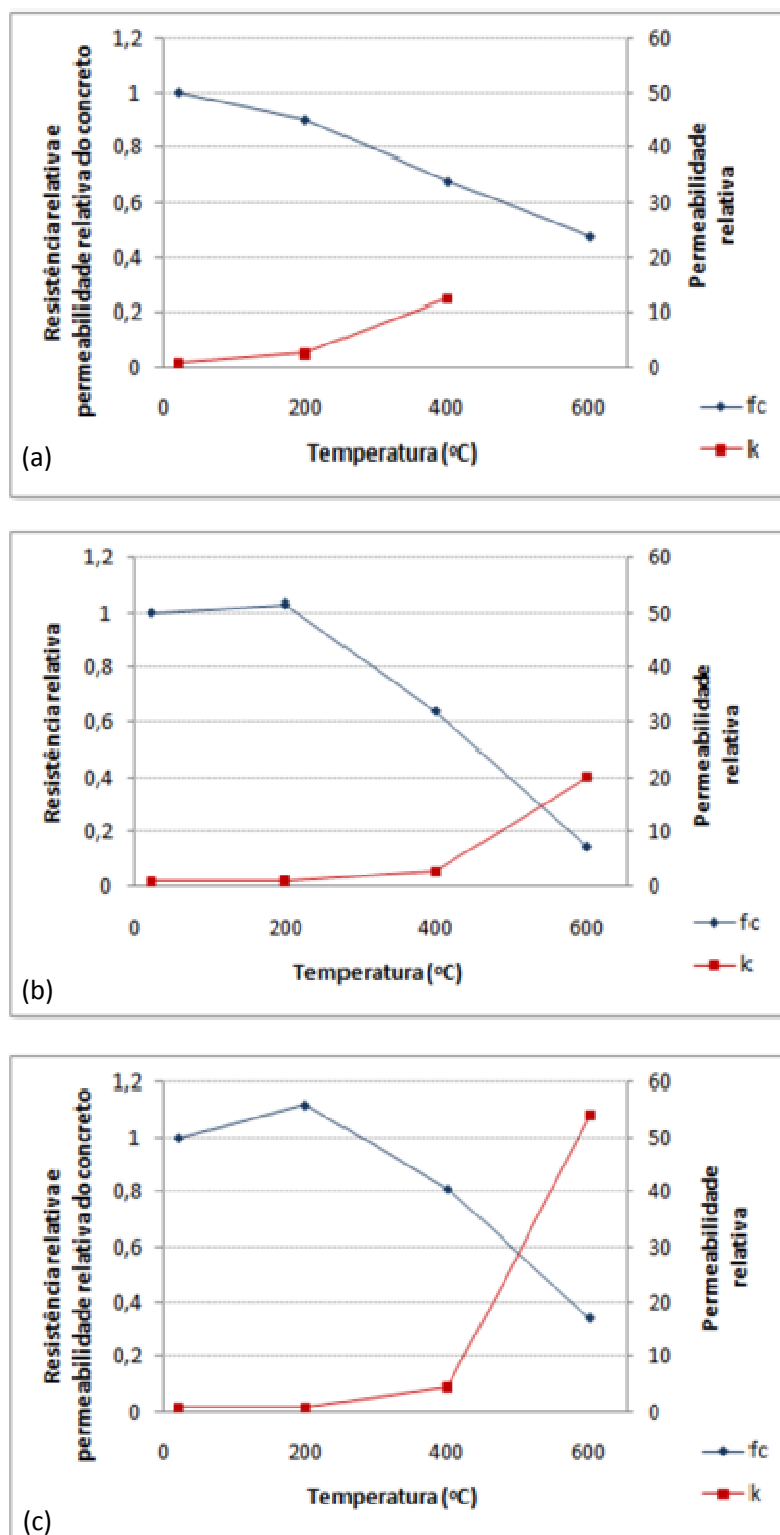 1,2
1
0,8
0,6
0,4
0,2
0
60
50
40
30
20
10
0
Resistência relativa e
permeabilidade relativa do concreto
Permeabilidade
relativa
0 200 400 600
Temperatura (ºC)
fc
k
(a)
1,2
1
0,8
0,6
0,4
0,2
0
60
50
40
30
20
10
0
Resistência relativa
Permeabilidade
relativa
0 200 400 600
Temperatura (ºC)
fc
k
(b)
1,2
1
0,8
0,6
0,4
0,2
0
60
50
40
30
20
10
0
Resistência relativa e
permeabilidade relativa do concreto
Permeabilidade
relativa
0 200 400 600
Temperatura (ºC)
fc
k
(c)